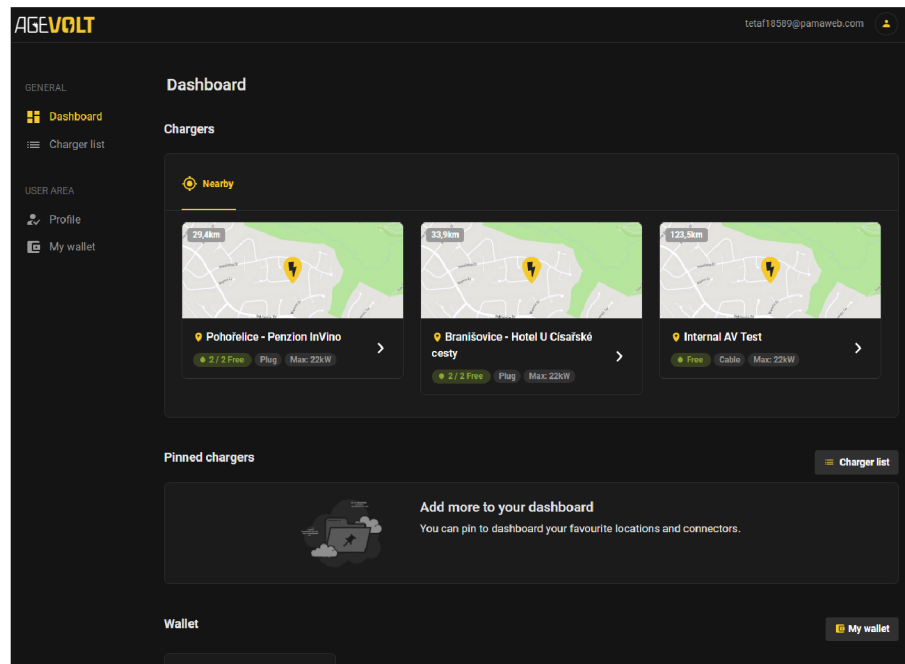 AGEVOLT
tetaf18589@pamaweb.com
GENERAL
Dashboard
Charger list
USER AREA
Profile
My wallet
Dashboard
Chargers
Nearby
29,4km
Pohořelice - Penzion InVino
2 / 2 Free Plug Max: 22kW
33,9km
Branišovice - Hotel U Císařské
cesty
2 / 2 Free Plug Max: 22kW
123,5km
Internal AV Test
Free Cable Max: 22kW
Pinned chargers
Charger list
Add more to your dashboard
You can pin to dashboard your favourite locations and connectors.
Wallet
My wallet